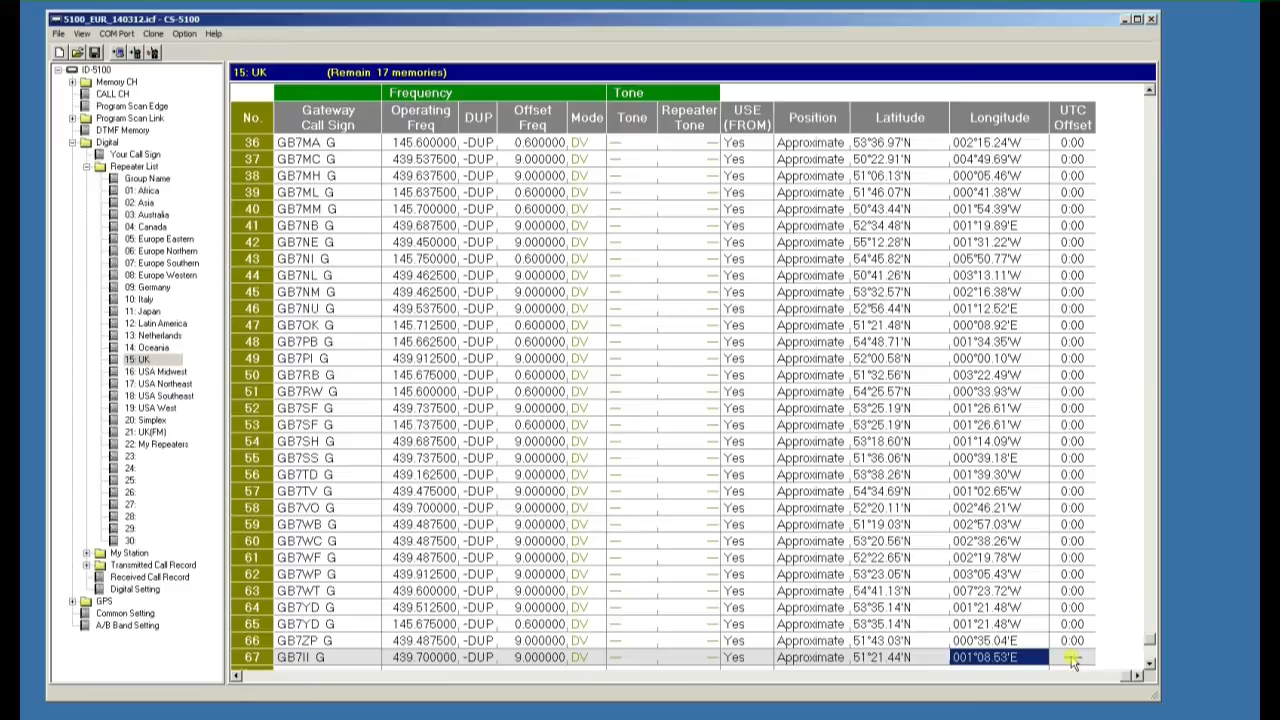 5100_EUR_140312.icf - CS-5100
File View COM Port Clone Option Help
ID-5100
Memory CH
CALL CH
Program Scan Edge
Program Scan Link
DTMF Memory
Digital
Your Call Sign
Repeater List
Group Name
01: Africa
02: Asia
03: Australia
04: Canada
05: Europe Eastern
06: Europe Northern
07: Europe Southern
08: Europe Western
09: Germany
10: Italy
11: Japan
12: Latin America
13: Netherlands
14: Oceania
15: UK
16: USA Midwest
17: USA Northeast
18: USA Southeast
19: USA West
20: Simplex
21: UK(FM)
22: My Repeaters
23:
24:
25:
26:
27:
28:
29:
30:
My Station
Transmitted Call Record
Received Call Record
Digital Setting
GPS
Common Setting
A/B Band Setting
15: UK (Remain 17 memories)
Frequency Tone
No. Gateway Call Sign Operating Freq DUP Offset Freq Mode Tone Repeater Tone USE (FROM) Position Latitude Longitude UTC Offset
36 GB7MA G 145.600000 -DUP 0.600000 DV — — Yes Approximate 53°36.97'N 002°15.24'W 0:00
37 GB7MC G 439.537500 -DUP 9.000000 DV — — Yes Approximate 50°22.91'N 004°43.69'W 0:00
38 GB7MH G 439.637500 -DUP 9.000000 DV — — Yes Approximate 51°06.13'N 000°05.46'W 0:00
39 GB7ML G 145.637500 -DUP 0.600000 DV — — Yes Approximate 51°46.07'N 000°41.38'W 0:00
40 GB7MM G 145.700000 -DUP 0.600000 DV — — Yes Approximate 50°43.44'N 001°54.39'W 0:00
41 GB7NB G 439.687500 -DUP 9.000000 DV — — Yes Approximate 52°34.48'N 001°19.89'E 0:00
42 GB7NE G 439.450000 -DUP 9.000000 DV — — Yes Approximate 55°12.28'N 001°31.22'W 0:00
43 GB7NI G 145.750000 -DUP 0.600000 DV — — Yes Approximate 54°45.82'N 005°50.77'W 0:00
44 GB7NL G 439.462500 -DUP 9.000000 DV — — Yes Approximate 50°41.26'N 003°13.11'W 0:00
45 GB7NM G 439.462500 -DUP 9.000000 DV — — Yes Approximate 53°32.57'N 002°16.38'W 0:00
46 GB7NU G 439.537500 -DUP 9.000000 DV — — Yes Approximate 52°56.44'N 001°12.52'E 0:00
47 GB7OK G 145.712500 -DUP 0.600000 DV — — Yes Approximate 51°21.48'N 000°08.92'E 0:00
48 GB7PB G 145.662500 -DUP 0.600000 DV — — Yes Approximate 54°48.71'N 001°34.35'W 0:00
49 GB7PI G 439.912500 -DUP 9.000000 DV — — Yes Approximate 52°00.58'N 000°00.10'W 0:00
50 GB7RB G 145.675000 -DUP 0.600000 DV — — Yes Approximate 51°32.56'N 003°22.49'W 0:00
51 GB7RW G 145.600000 -DUP 0.600000 DV — — Yes Approximate 54°25.57'N 000°33.93'W 0:00
52 GB7SF G 439.737500 -DUP 9.000000 DV — — Yes Approximate 53°25.19'N 001°26.61'W 0:00
53 GB7SF G 145.737500 -DUP 0.600000 DV — — Yes Approximate 53°25.19'N 001°26.61'W 0:00
54 GB7SH G 439.687500 -DUP 9.000000 DV — — Yes Approximate 53°18.60'N 001°14.09'W 0:00
55 GB7SS G 439.737500 -DUP 9.000000 DV — — Yes Approximate 51°36.06'N 000°39.18'E 0:00
56 GB7TD G 439.162500 -DUP 9.000000 DV — — Yes Approximate 53°38.26'N 001°39.30'W 0:00
57 GB7TV G 439.475000 -DUP 9.000000 DV — — Yes Approximate 54°34.69'N 001°02.65'W 0:00
58 GB7VO G 439.700000 -DUP 9.000000 DV — — Yes Approximate 52°20.11'N 002°46.21'W 0:00
59 GB7WB G 439.487500 -DUP 9.000000 DV — — Yes Approximate 51°19.03'N 002°57.03'W 0:00
60 GB7WC G 439.487500 -DUP 9.000000 DV — — Yes Approximate 53°20.56'N 002°38.26'W 0:00
61 GB7WF G 439.487500 -DUP 9.000000 DV — — Yes Approximate 52°22.65'N 002°19.78'W 0:00
62 GB7WP G 439.912500 -DUP 9.000000 DV — — Yes Approximate 53°23.05'N 003°05.43'W 0:00
63 GB7WT G 439.600000 -DUP 9.000000 DV — — Yes Approximate 54°41.13'N 007°23.72'W 0:00
64 GB7YD G 439.512500 -DUP 9.000000 DV — — Yes Approximate 53°35.14'N 001°21.48'W 0:00
65 GB7YD G 145.675000 -DUP 0.600000 DV — — Yes Approximate 53°35.14'N 001°21.48'W 0:00
66 GB7ZP G 439.487500 -DUP 9.000000 DV — — Yes Approximate 51°43.03'N 000°35.04'E 0:00
67 GB7II G 439.700000 -DUP 9.000000 DV — — Yes Approximate 51°21.44'N 001°08.53'E